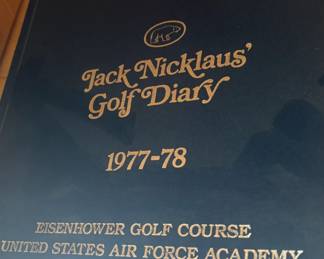 Jack Nicklaus'
Golf Diary
1977-78
EISENHOWER GOLF COURSE
UNITED STATES AIR FORCE ACADEMY